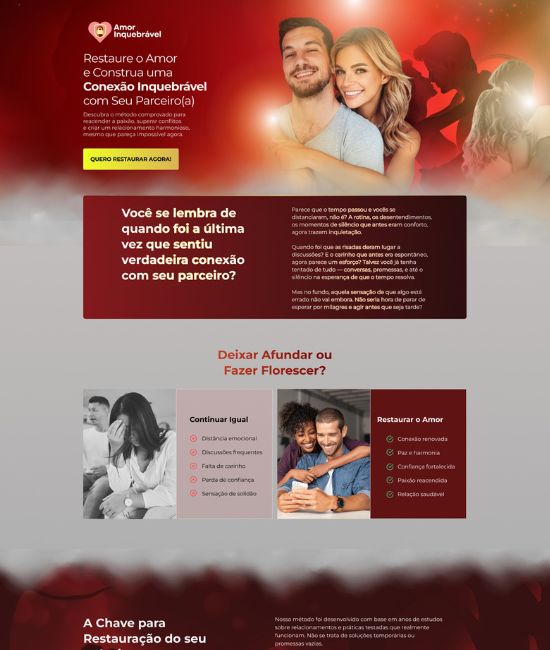 Amor
Inquebrável
Restaure o Amor
e Construa uma
Conexão Inquebrável
com Seu Parceiro(a)
Descubra o método comprovado para
reacender a paixão, superar conflitos
e criar um relacionamento harmonioso,
mesmo que pareça impossível agora.
QUERO RESTAURAR AGORA!
Você se lembra de
quando foi a última
vez que sentiu
verdadeira conexão
com seu parceiro?
Parece que o tempo passou e vocês se
distanciaram, não é? A rotina, os desentendimentos,
os momentos de silêncio que antes eram conforto,
agora trazem inquietação.
Quando foi que as risadas deram lugar a
discussões? E o carinho que antes era espontâneo,
agora parece um esforço? Talvez você já tenha
tentado de tudo — conversas, promessas, e até o
silêncio na esperança de que o tempo resolva.
Mas no fundo, aquela sensação de que algo está
errado não vai embora. Não seria hora de parar de
esperar por milagres e agir antes que seja tarde?
Deixar Afundar ou
Fazer Florescer?
Continuar Igual
Distância emocional
Discussões frequentes
Falta de carinho
Perda de confiança
Sensação de solidão
Restaurar o Amor
Conexão renovada
Paz e harmonia
Confiança fortalecida
Paixão reacendida
Relação saudável
A Chave para
Restauração do seu
Nosso método foi desenvolvido com base em anos de estudos
sobre relacionamentos e práticas testadas que realmente
funcionam. Não se trata de soluções temporárias ou
promessas vazias.